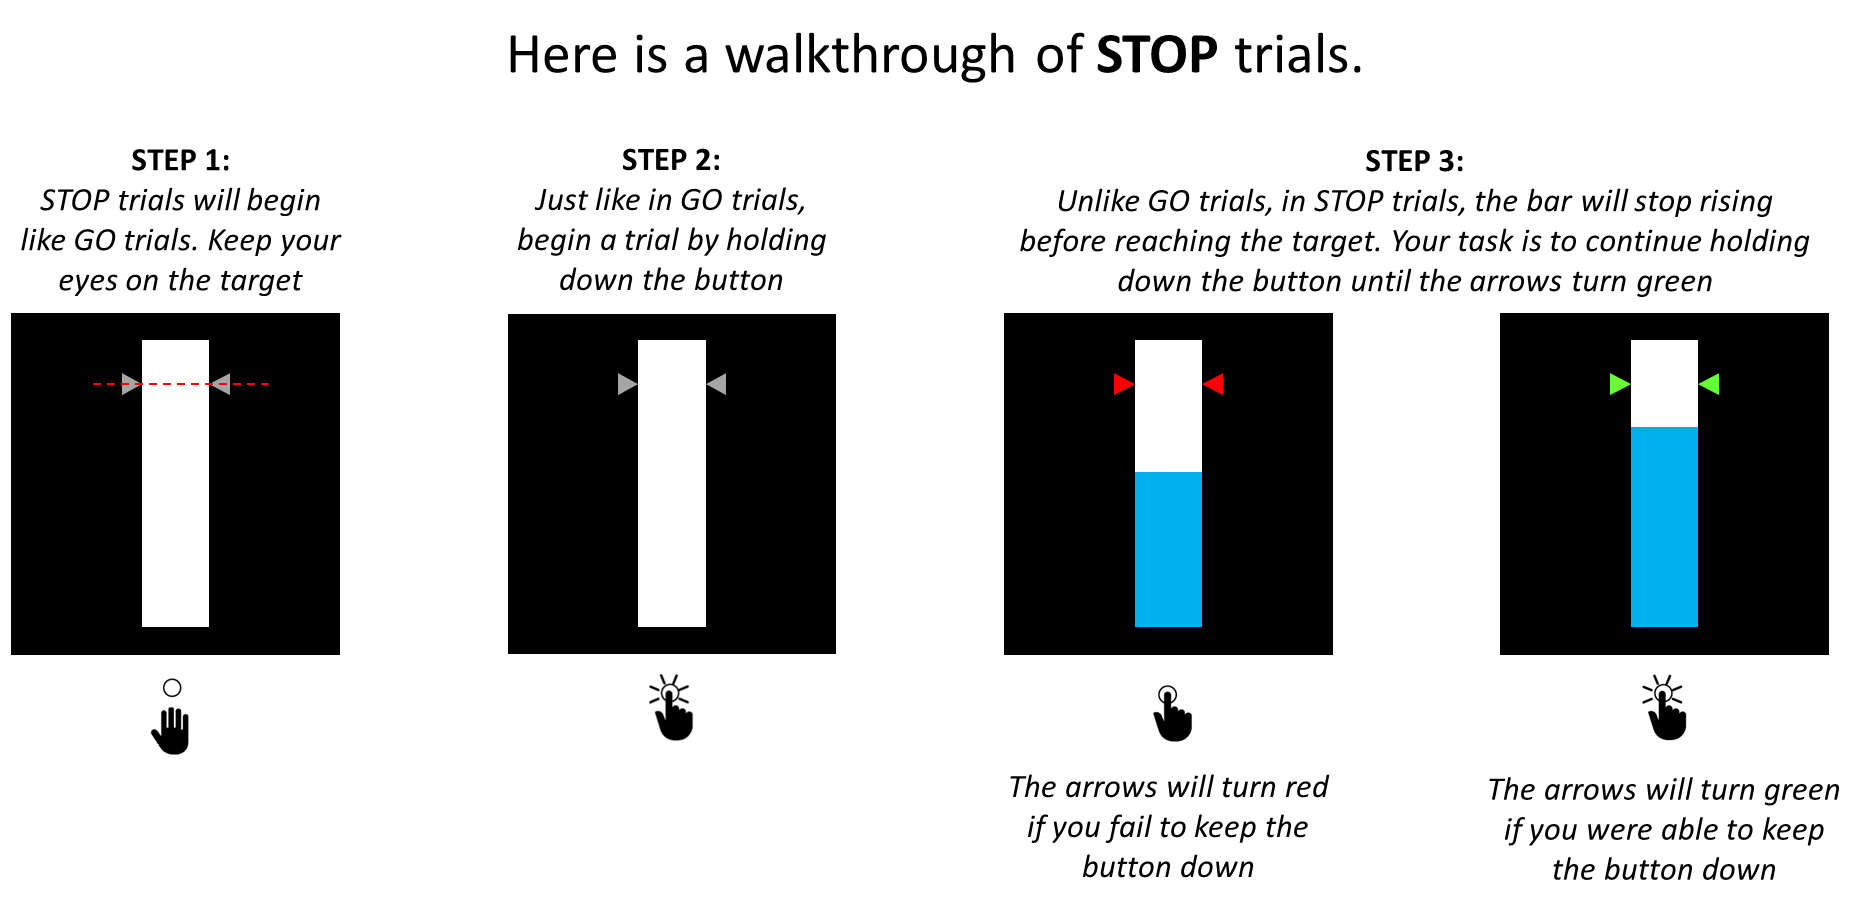 Here is a walkthrough of STOP trials.
STEP 1:
STOP trials will begin
like GO trials. Keep your
eyes on the target
STEP 2:
Just like in GO trials,
begin a trial by holding
down the button
STEP 3:
Unlike GO trials, in STOP trials, the bar will stop rising
before reaching the target. Your task is to continue holding
down the button until the arrows turn green
The arrows will turn red
if you fail to keep the
button down
The arrows will turn green
if you were able to keep
the button down